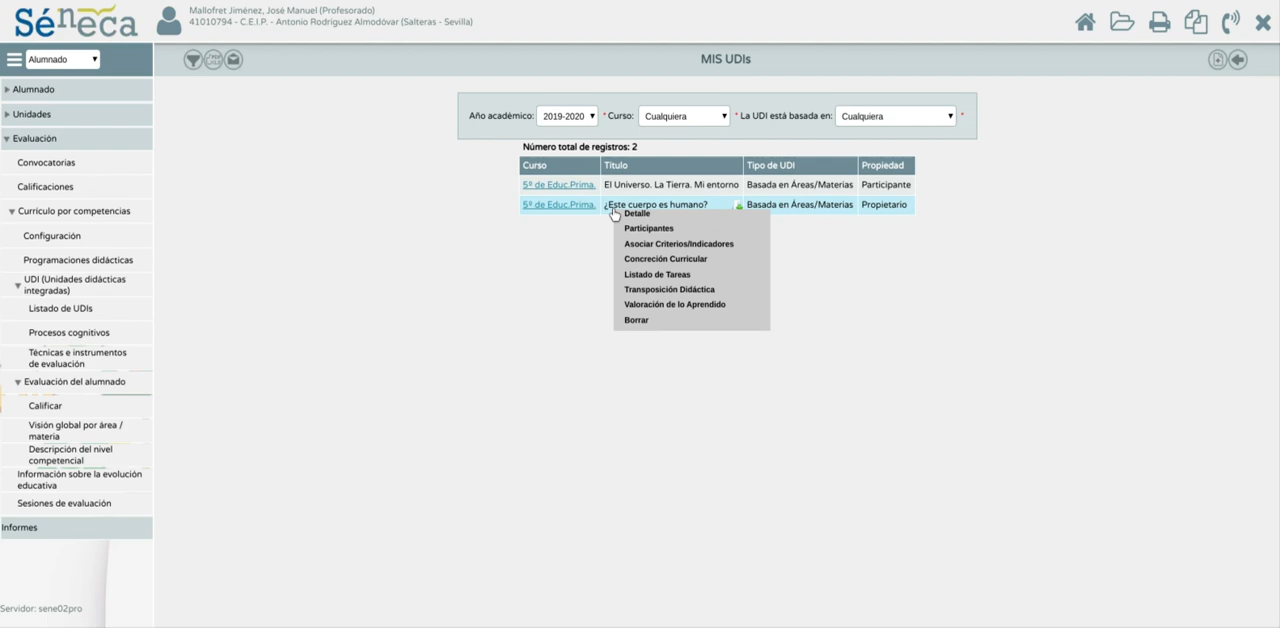 Séneca
Mallofret Jiménez, José Manuel (Profesorado)
41010794 - C.E.I.P. - Antonio Rodríguez Almodóvar (Salteras - Sevilla)
Alumnado
MIS UDIs
Alumnado
Unidades
Evaluación
Convocatorias
Calificaciones
Currículo por competencias
Configuración
Programaciones didácticas
UDI (Unidades didácticas
integradas)
Listado de UDIs
Procesos cognitivos
Técnicas e instrumentos
de evaluación
Evaluación del alumnado
Calificar
Visión global por área /
materia
Descripción del nivel
competencial
Información sobre la evolución
educativa
Sesiones de evaluación
Informes
Servidor: sene02pro
Año académico: 2019-2020 * Curso: Cualquiera * La UDI está basada en: Cualquiera *
Número total de registros: 2
Curso Título Tipo de UDI Propiedad
5º de Educ.Prima. El Universo. La Tierra. Mi entorno Basada en Áreas/Materias Participante
5º de Educ.Prima. ¿Este cuerpo es humano? Basada en Áreas/Materias Propietario
Detalle
Participantes
Asociar Criterios/Indicadores
Concreción Curricular
Listado de Tareas
Transposición Didáctica
Valoración de lo Aprendido
Borrar